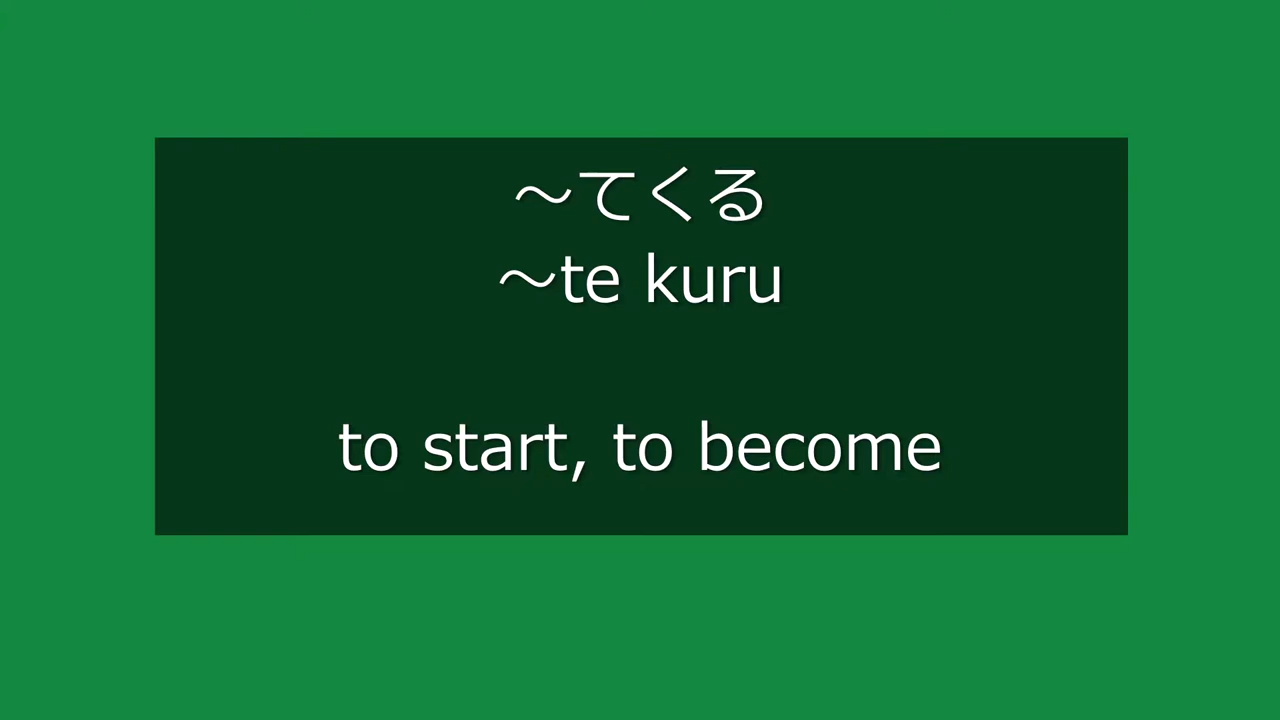 ～てくる
～te kuru
to start, to become